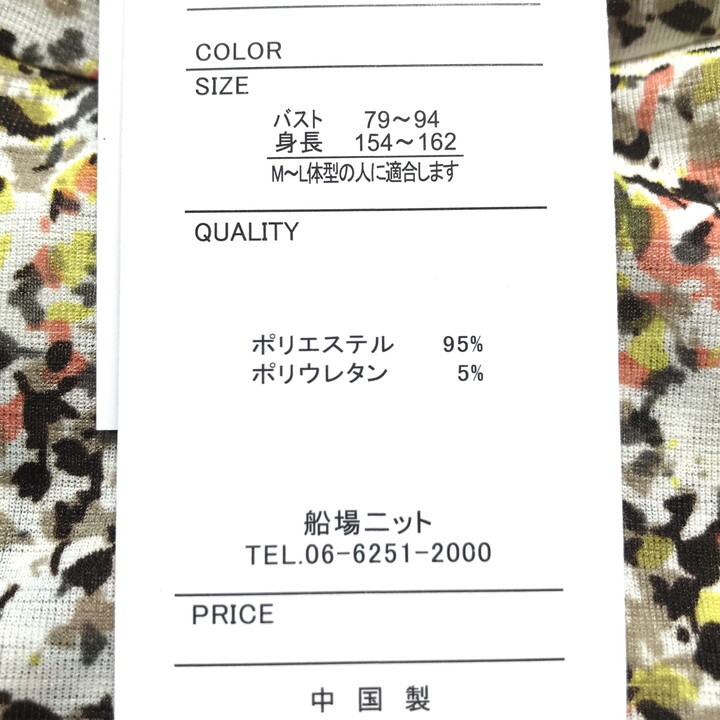 COLOR
SIZE
バスト 79～94
身長 154～162
M～L体型の人に適合します
QUALITY
ポリエステル 95%
ポリウレタン 5%
船場ニット
TEL.06-6251-2000
PRICE
中国製